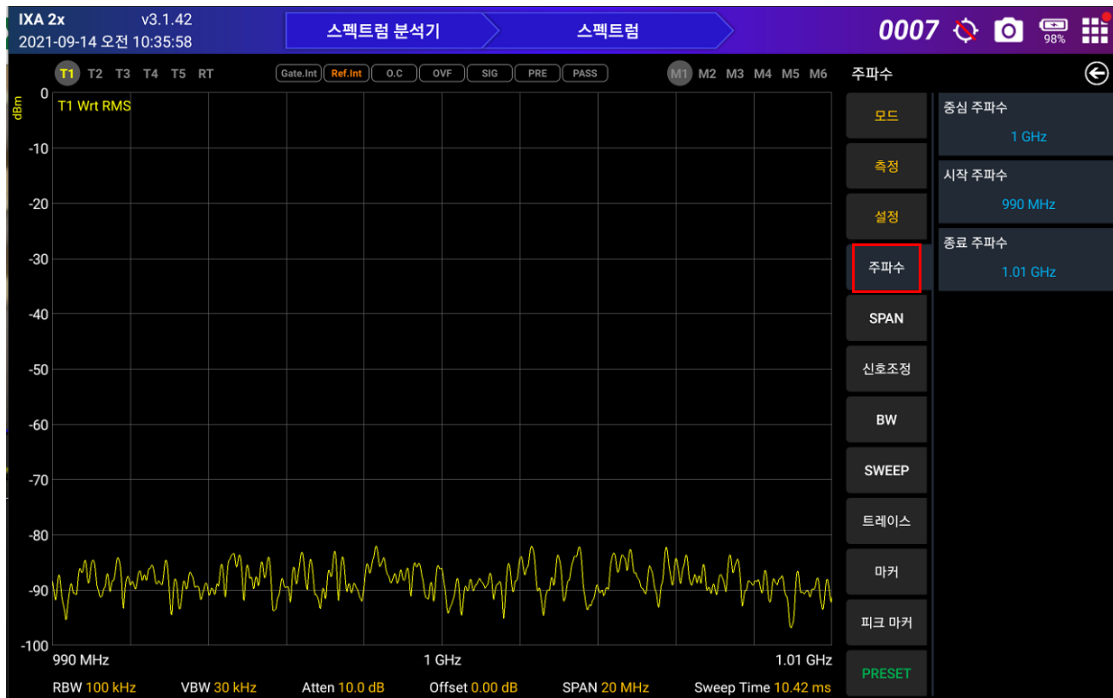 IXA 2x v3.1.42
2021-09-14 오전 10:35:58
스펙트럼 분석기
스펙트럼
0007
98%
T1 T2 T3 T4 T5 RT
Gate.Int Ref.Int O.C OVF SIG PRE PASS
M1 M2 M3 M4 M5 M6
주파수
dBm
T1 Wrt RMS
0
-10
-20
-30
-40
-50
-60
-70
-80
-90
-100
990 MHz 1 GHz 1.01 GHz
RBW 100 kHz VBW 30 kHz Atten 10.0 dB Offset 0.00 dB SPAN 20 MHz Sweep Time 10.42 ms
모드
측정
설정
주파수
SPAN
신호조정
BW
SWEEP
트레이스
마커
피크 마커
PRESET
중심 주파수
1 GHz
시작 주파수
990 MHz
종료 주파수
1.01 GHz